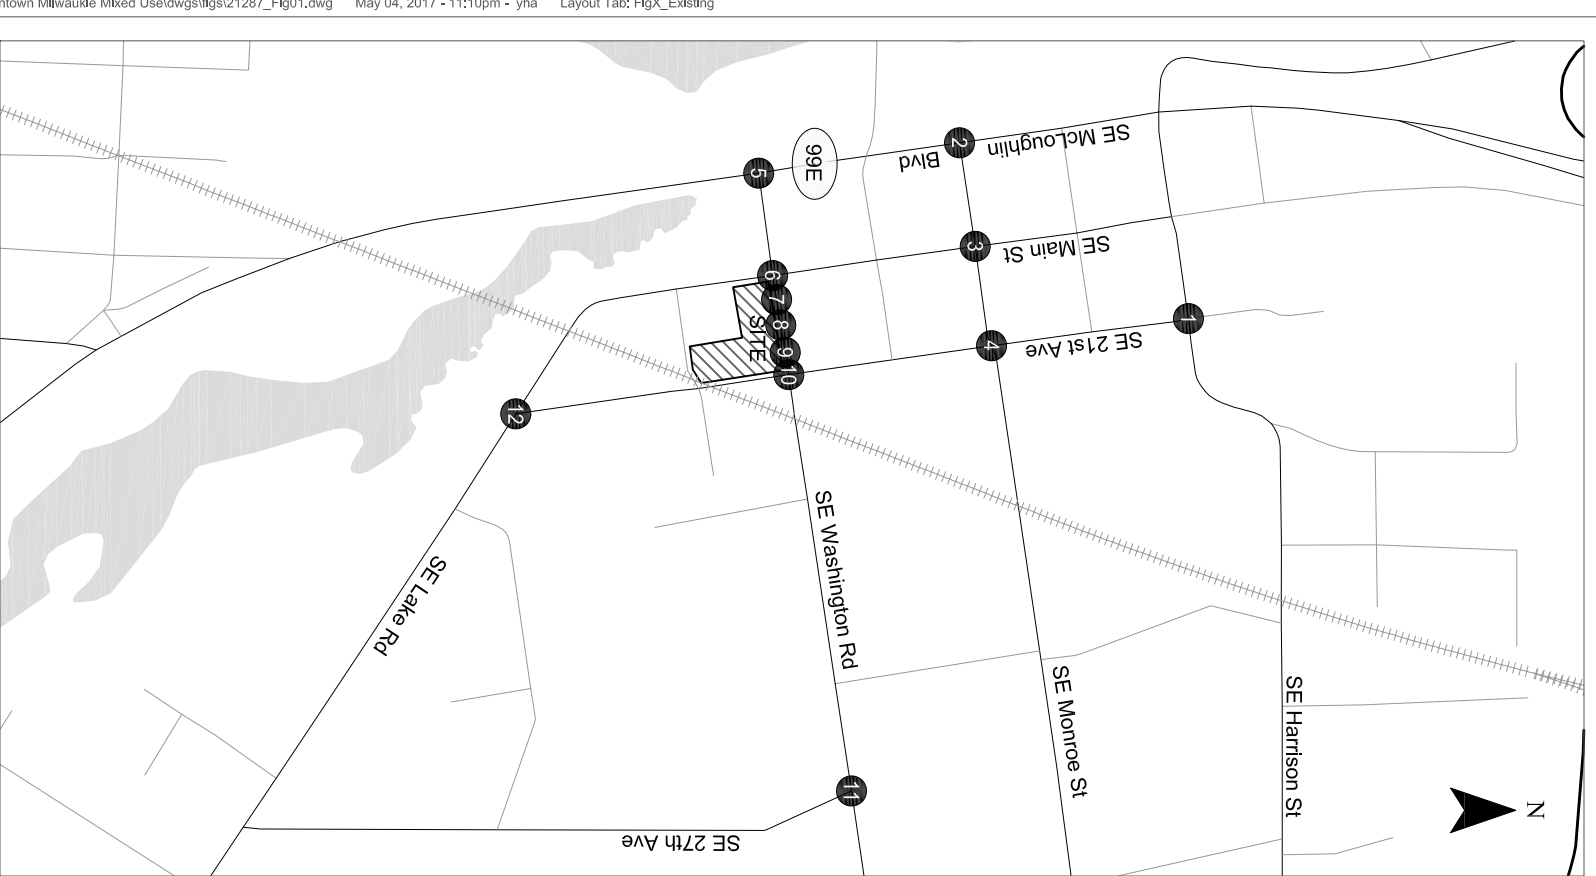 ntown Milwaukie Mixed Use\dwgs\figs\21287_Fig01.dwg May 04, 2017 - 11:10pm - yha Layout Tab: FigX_Existing
SE McLoughlin
Blvd
99E
2
5
SE Main St
3
6
7
8
9
10
SITE
1
SE 21st Ave
4
12
SE Washington Rd
SE Lake Rd
SE Monroe St
SE Harrison St
11
SE 27th Ave
N